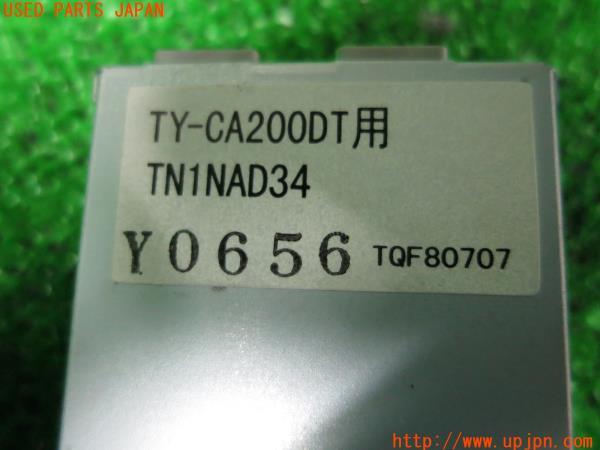 USED PARTS JAPAN
TY-CA200DT用
TN1NAD34
Y0656 TQF80707
http://www.upjpn.com/